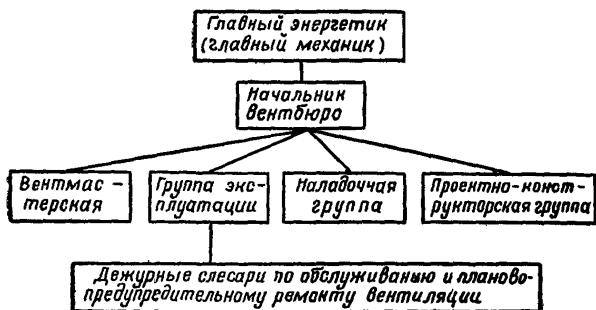 Главный энергетик
(главный механик)
Начальник
вентбюро
Вентмас-
терская
Группа экс-
плуатации
Наладочная
группа
Проектно-конст-
рукторская группа
Дежурные слесари по обслуживанию и планово-
предупредительному ремонту вентиляции